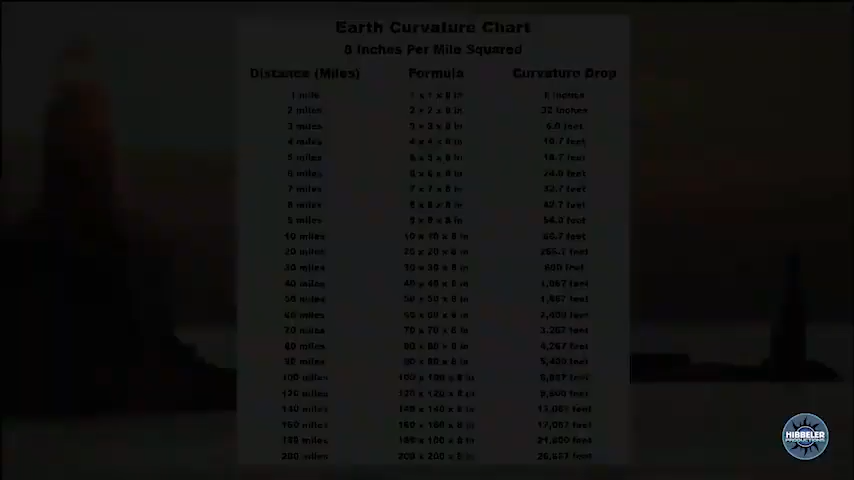 Earth Curvature Chart
8 Inches Per Mile Squared
Distance (Miles) Formula Curvature Drop
1 mile 1 x 1 x 8 in 8 inches
2 miles 2 x 2 x 8 in 32 inches
3 miles 3 x 3 x 8 in 6.0 feet
4 miles 4 x 4 x 8 in 10.7 feet
5 miles 5 x 5 x 8 in 16.7 feet
6 miles 6 x 6 x 8 in 24.0 feet
7 miles 7 x 7 x 8 in 32.7 feet
8 miles 8 x 8 x 8 in 42.7 feet
9 miles 9 x 9 x 8 in 54.0 feet
10 miles 10 x 10 x 8 in 66.7 feet
20 miles 20 x 20 x 8 in 266.7 feet
30 miles 30 x 30 x 8 in 600 feet
40 miles 40 x 40 x 8 in 1,067 feet
50 miles 50 x 50 x 8 in 1,667 feet
60 miles 60 x 60 x 8 in 2,400 feet
70 miles 70 x 70 x 8 in 3,267 feet
80 miles 80 x 80 x 8 in 4,267 feet
90 miles 90 x 90 x 8 in 5,400 feet
100 miles 100 x 100 x 8 in feet
120 miles 120 x 120 x 8 in 9,600 feet
140 miles 140 x 140 x 8 in 13,067 feet
160 miles 160 x 160 x 8 in 17,067 feet
180 miles 180 x 180 x 8 in 21,600 feet
200 miles 200 x 200 x 8 in 26,667 feet
HIBBELER
PRODUCTIONS